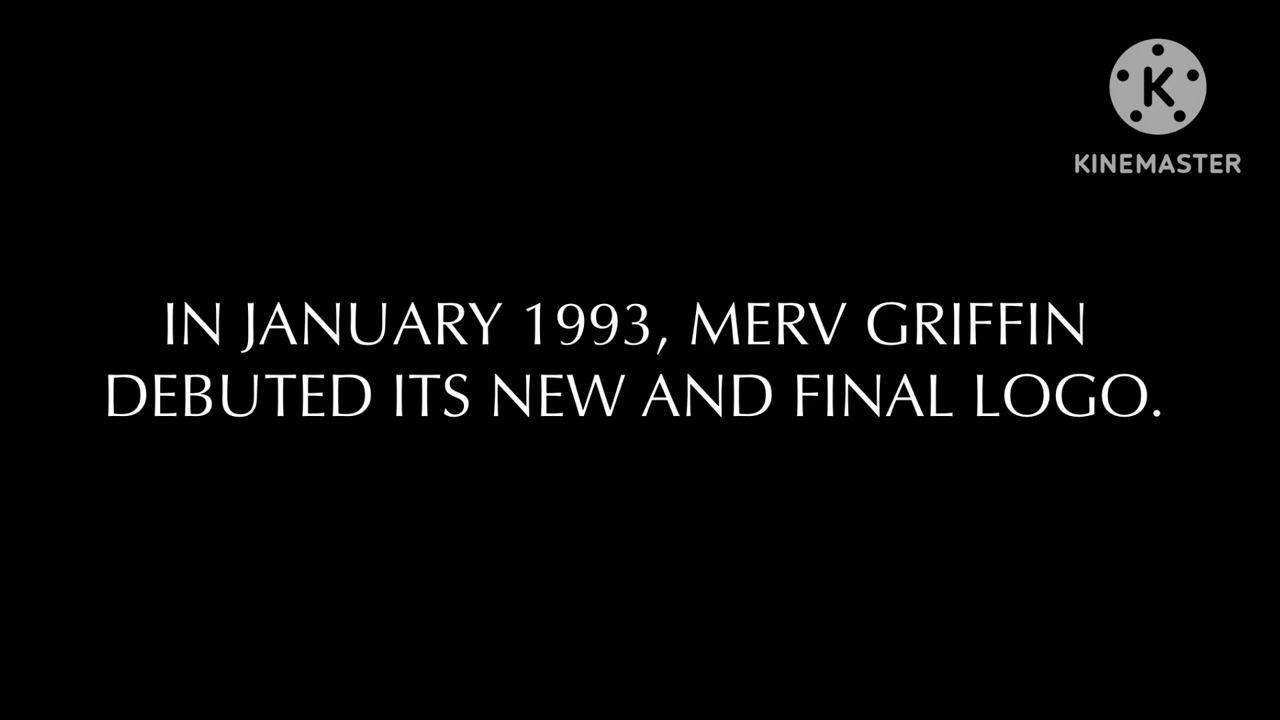 K
KINEMASTER
IN JANUARY 1993, MERV GRIFFIN
DEBUTED ITS NEW AND FINAL LOGO.